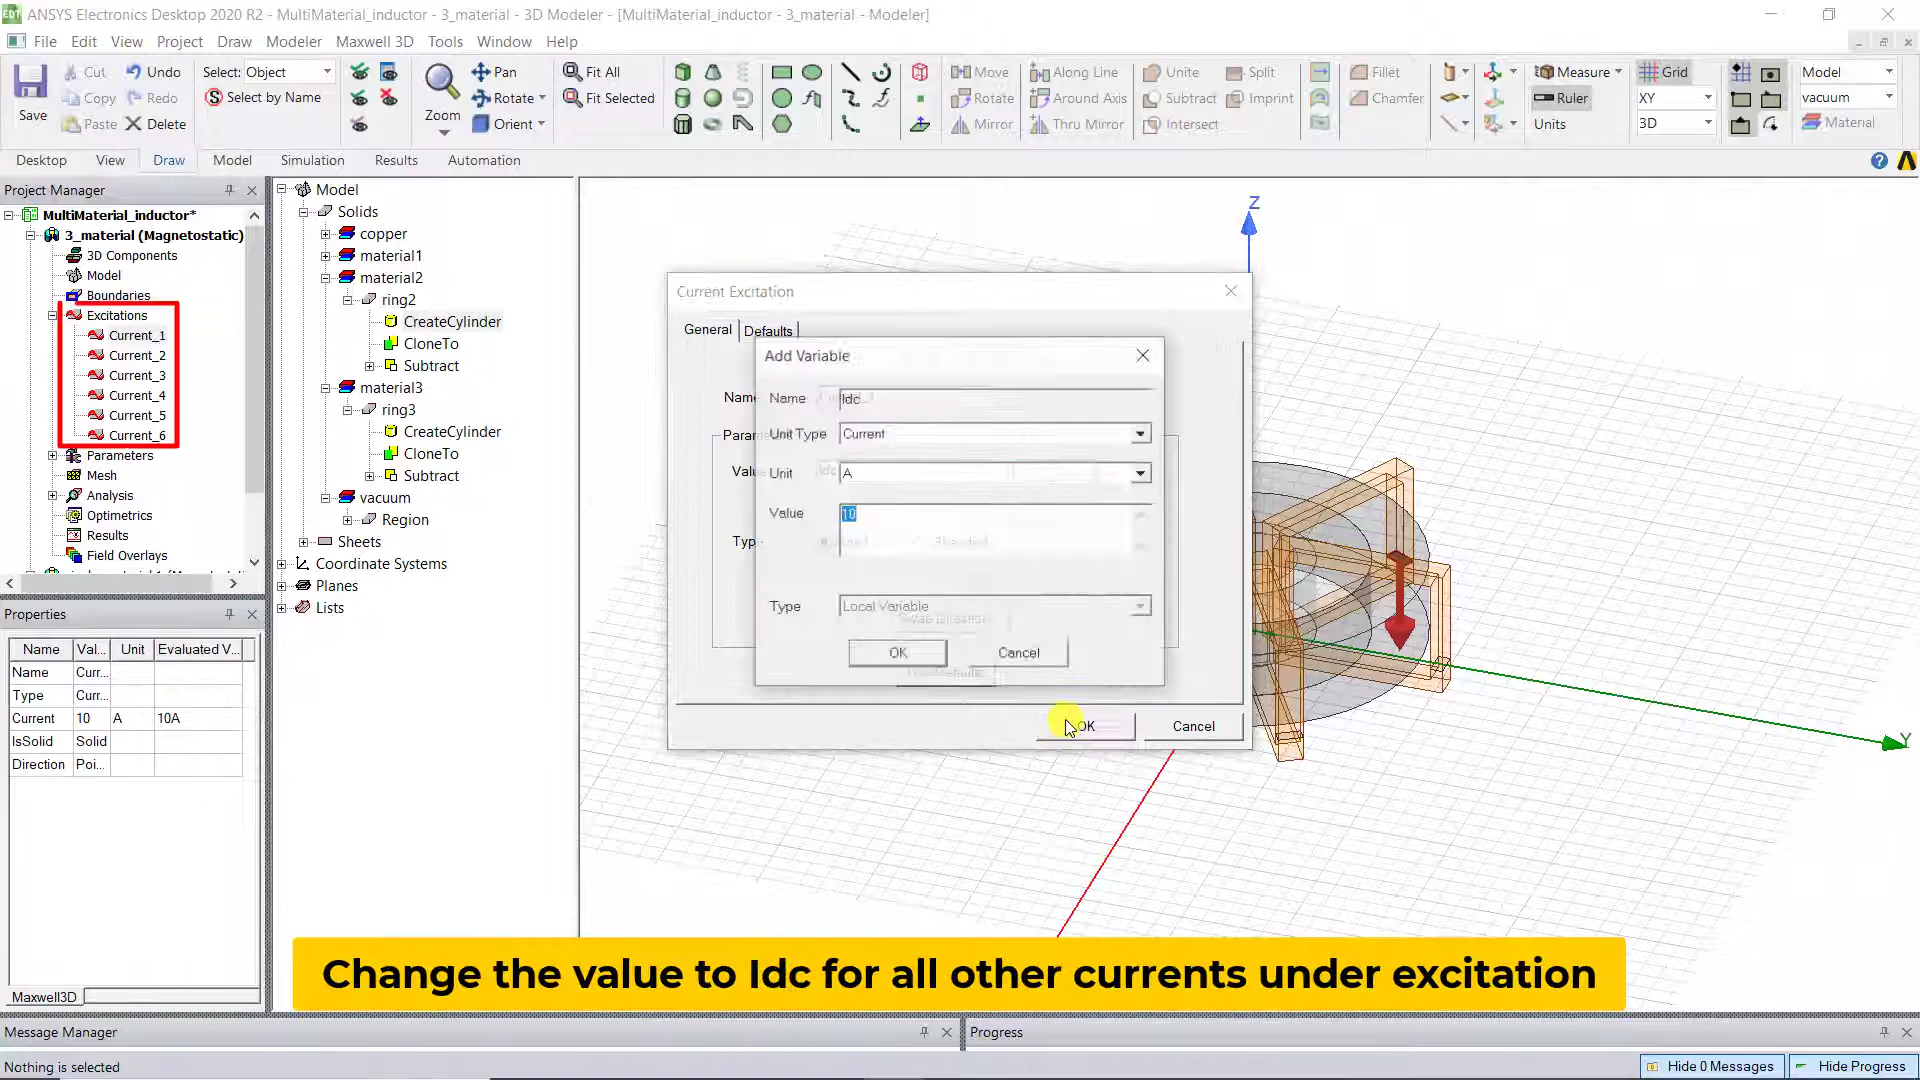 ANSYS Electronics Desktop 2020 R2 - MultiMaterial_inductor - 3_material - 3D Modeler - [MultiMaterial_inductor - 3_material - Modeler]
File Edit View Project Draw Modeler Maxwell 3D Tools Window Help
Save
Cut Undo
Copy Redo
Paste Delete
Select: Object
Select by Name
Zoom
Pan
Rotate
Orient
Fit All
Fit Selected
Move Along Line Unite Split Fillet
Rotate Around Axis Subtract Imprint Chamfer
Mirror Thru Mirror Intersect
Measure Grid Model
Ruler XY vacuum
Units 3D Material
Desktop View Draw Model Simulation Results Automation
Project Manager
MultiMaterial_inductor*
3_material (Magnetostatic)
3D Components
Model
Boundaries
Excitations
Current_1
Current_2
Current_3
Current_4
Current_5
Current_6
Parameters
Mesh
Analysis
Optimetrics
Results
Field Overlays
Properties
Name Val... Unit Evaluated V...
Name Curr...
Type Curr...
Current 10 A 10A
IsSolid Solid
Direction Poi...
Maxwell3D
Model
Solids
copper
material1
material2
ring2
CreateCylinder
CloneTo
Subtract
material3
ring3
CreateCylinder
CloneTo
Subtract
vacuum
Region
Sheets
Coordinate Systems
Planes
Lists
Z
Y
Current Excitation
General Defaults
Add Variable
Name Idc
Unit Type Current
Unit A
Value 10
Type Local Variable
OK Cancel
OK Cancel
Change the value to Idc for all other currents under excitation
Message Manager
Progress
Nothing is selected
Hide 0 Messages Hide Progress